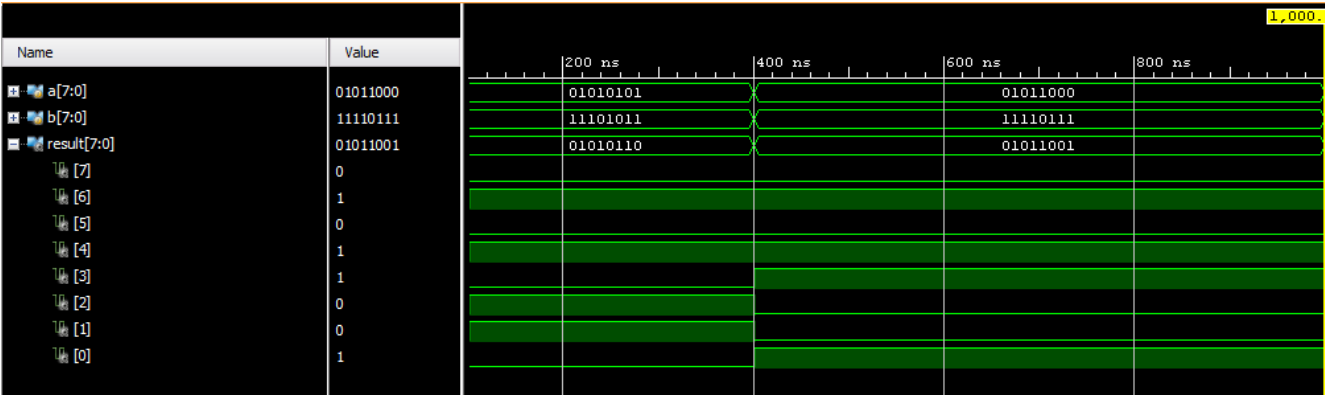 1,000.
Name Value
200 ns 400 ns 600 ns 800 ns
a[7:0] 01011000 01010101 01011000
b[7:0] 11110111 11101011 11110111
result[7:0] 01011001 01010110 01011001
[7] 0
[6] 1
[5] 0
[4] 1
[3] 1
[2] 0
[1] 0
[0] 1